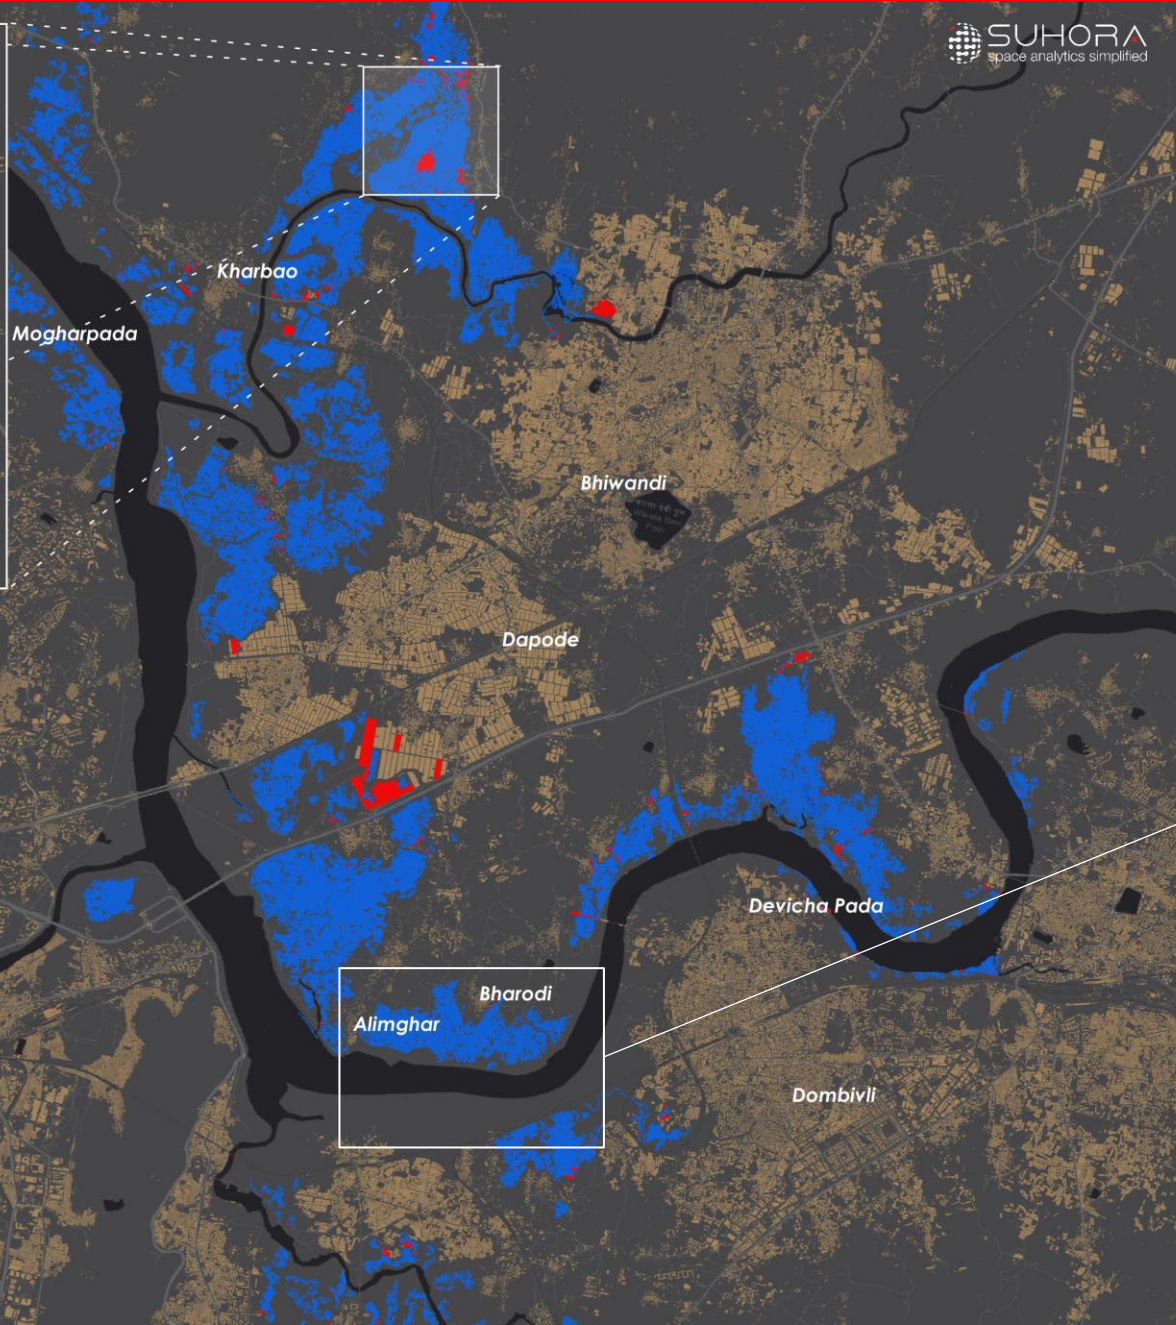 SUHORA
space analytics simplified
Kharbao
Mogharpada
Bhiwandi
Dapode
Devicha Pada
Bharodi
Alimghar
Dombivli